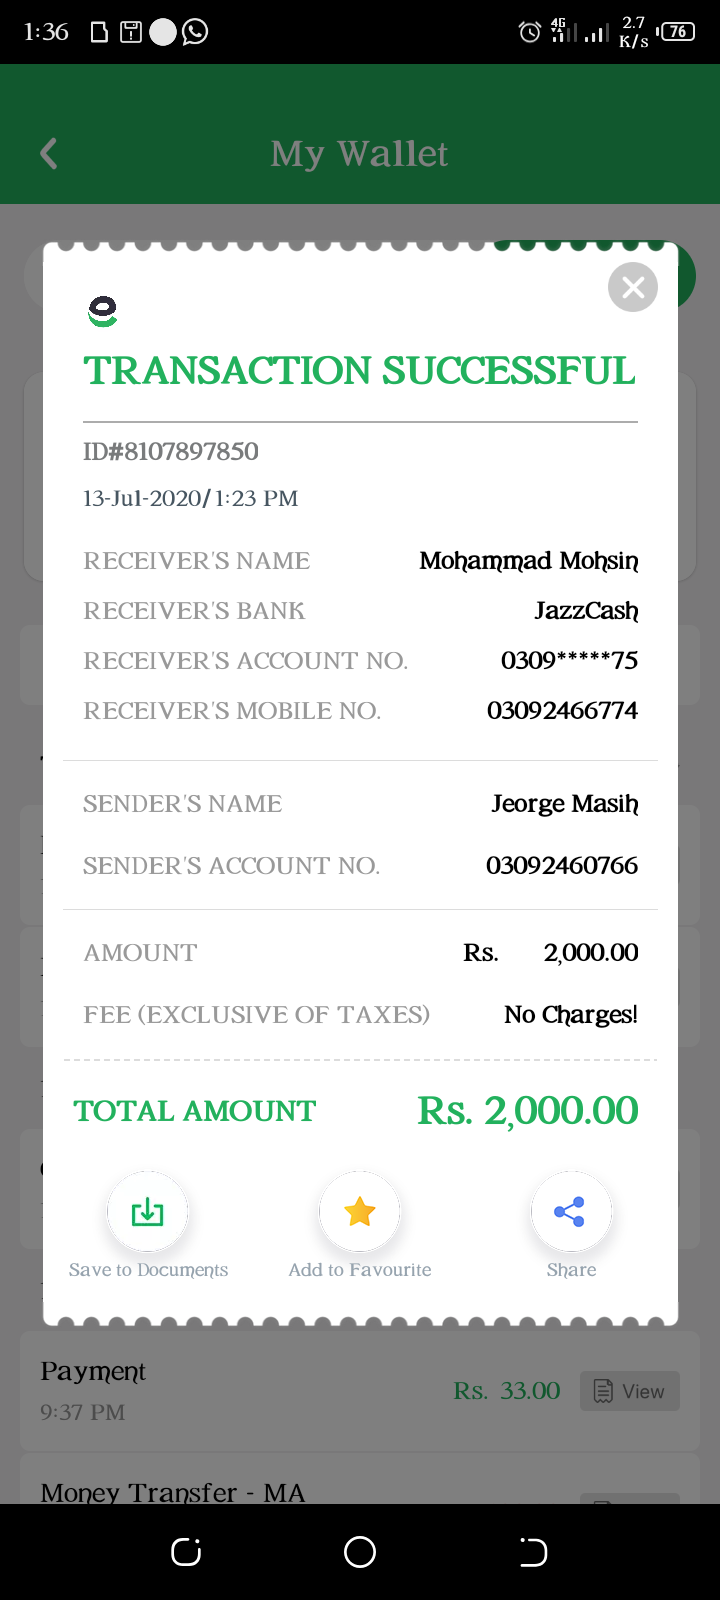 1:36 4G 2.7 K/s 76
My Wallet
TRANSACTION SUCCESSFUL
ID#8107897850
13-Jul-2020/1:23 PM
RECEIVER'S NAME Mohammad Mohsin
RECEIVER'S BANK JazzCash
RECEIVER'S ACCOUNT NO. 0309*****75
RECEIVER'S MOBILE NO. 03092466774
SENDER'S NAME Jeorge Masih
SENDER'S ACCOUNT NO. 03092460766
AMOUNT Rs. 2,000.00
FEE (EXCLUSIVE OF TAXES) No Charges!
TOTAL AMOUNT Rs. 2,000.00
Save to Documents Add to Favourite Share
Payment Rs. 33.00 View
9:37 PM
Money Transfer - MA